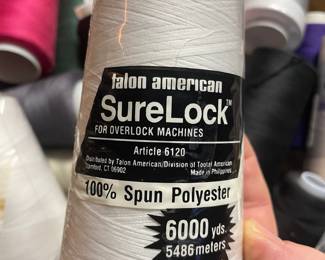 talon american
SureLock™
FOR OVERLOCK MACHINES
Article 6120
Distributed by Talon American/Division of Tootal American
Stamford, CT 06902 Made in Philippines
100% Spun Polyester
6000 yds.
5486 meters